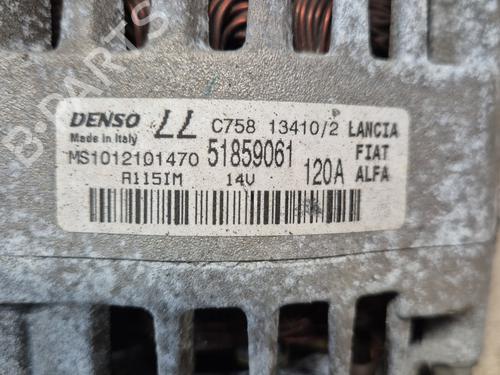 B-PARTS
DENSO LL C758 13410/2 LANCIA
Made in Italy
MS1012101470 51859061 FIAT
A115IM 14V 120A ALFA